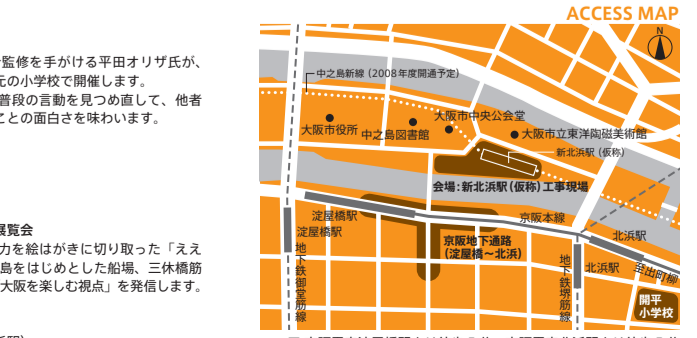 ACCESS MAP
監修を手がける平田オリザ氏が、
元の小学校で開催します。
普段の言動を見つめ直して、他者
ことの面白さを味わいます。
展覧会
力を絵はがきに切り取った「ええ
島をはじめとした船場、三休橋筋
大阪を楽しむ視点」を発信します。
N
中之島新線（2008年度開通予定）
大阪市役所
中之島図書館
大阪市中央公会堂
大阪市立東洋陶磁美術館
新北浜駅（仮称）
会場：新北浜駅（仮称）工事現場
淀屋橋駅
淀屋橋駅
京阪本線
京阪地下通路
（淀屋橋〜北浜）
北浜駅
北浜駅
至出町柳
地下鉄御堂筋線
地下鉄堺筋線
開平
小学校